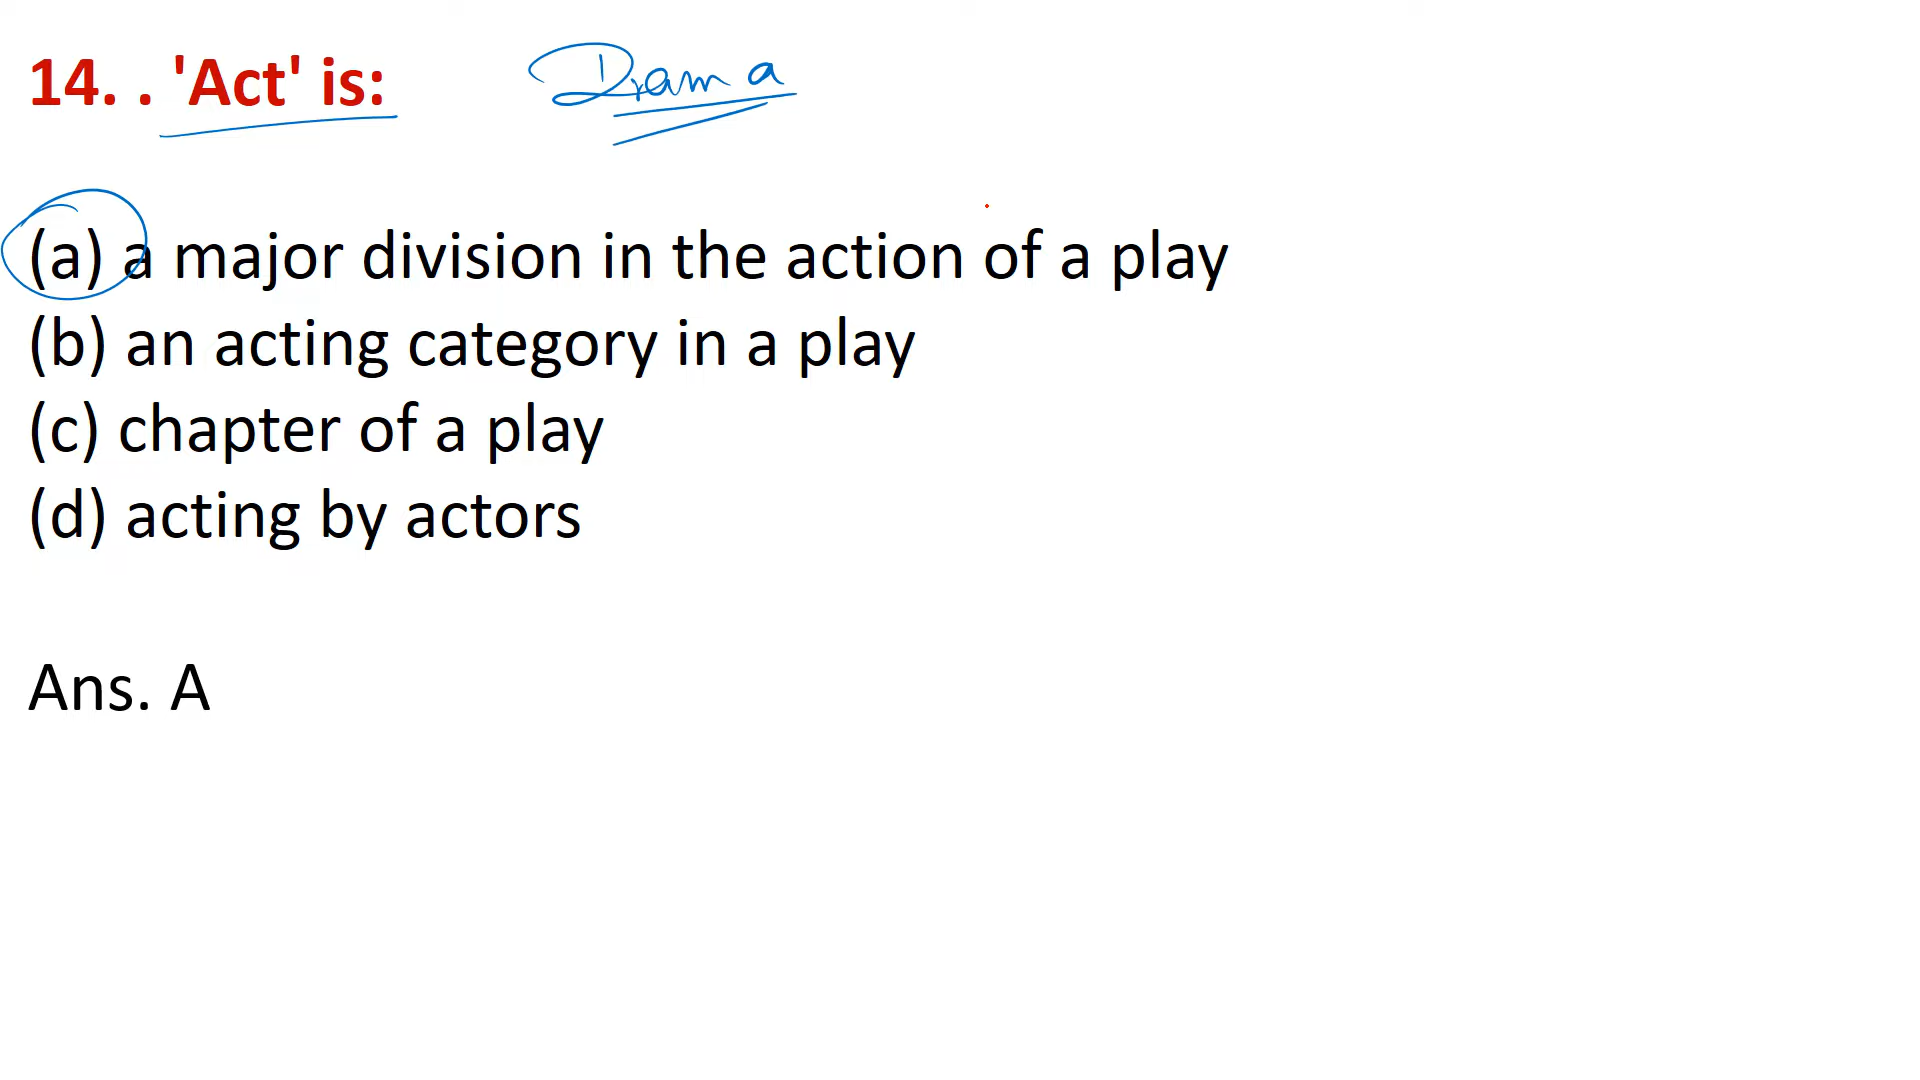 14. . 'Act' is: Drama
(a) a major division in the action of a play
(b) an acting category in a play
(c) chapter of a play
(d) acting by actors
Ans. A